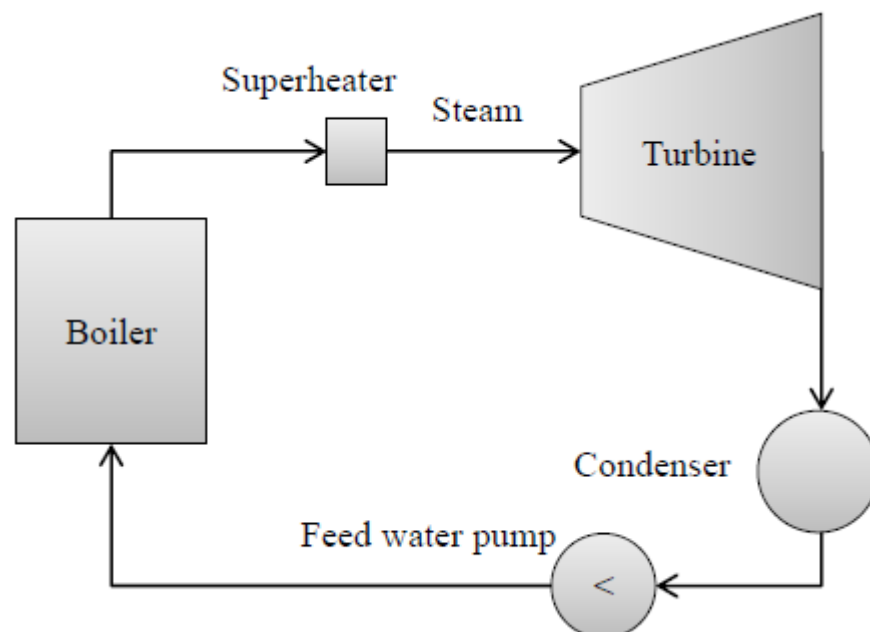 Superheater
Steam
Turbine
Boiler
Condenser
Feed water pump
<